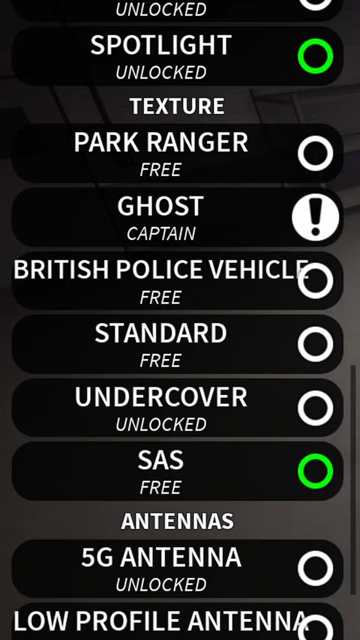 UNLOCKED
SPOTLIGHT
UNLOCKED
TEXTURE
PARK RANGER
FREE
GHOST
CAPTAIN
BRITISH POLICE VEHICLE
FREE
STANDARD
FREE
UNDERCOVER
UNLOCKED
SAS
FREE
ANTENNAS
5G ANTENNA
UNLOCKED
LOW PROFILE ANTENNA